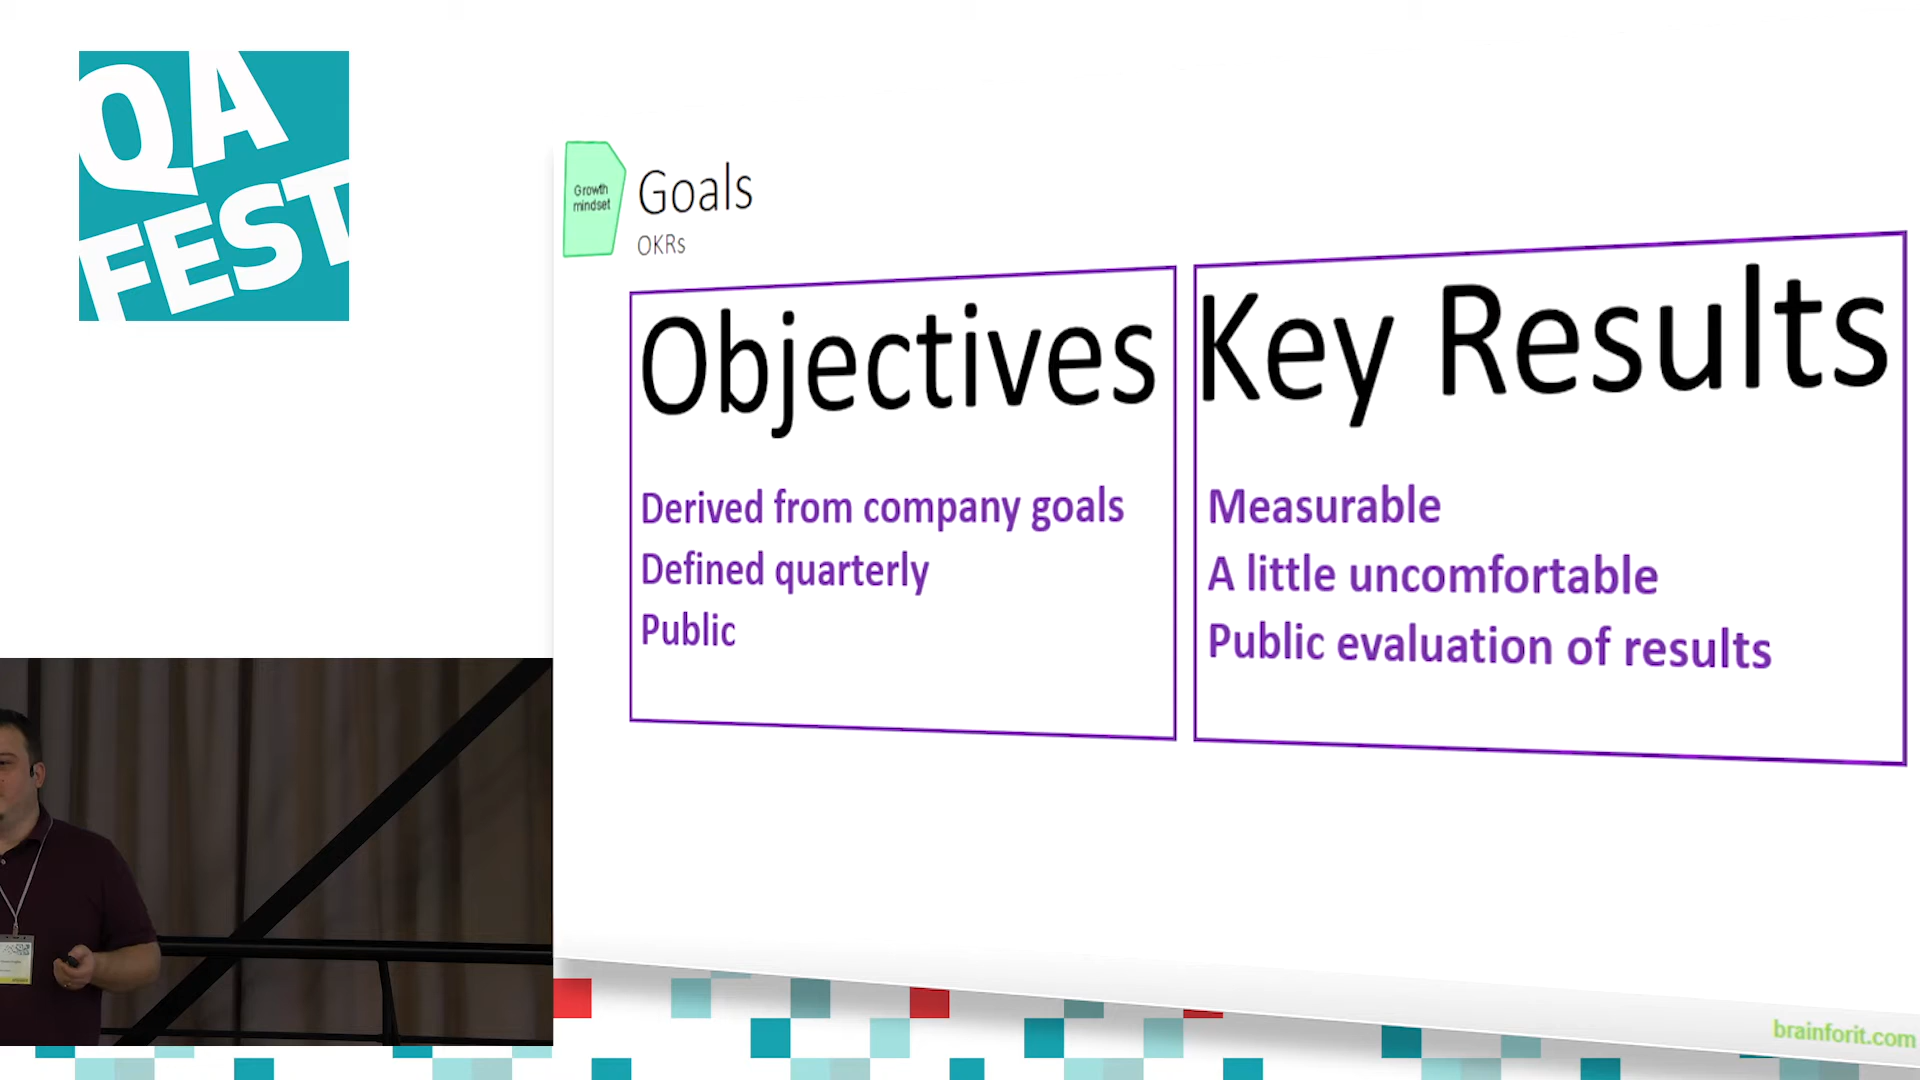 QA
FEST
Growth
mindset
Goals
OKRs
Objectives
Derived from company goals
Defined quarterly
Public
Key Results
Measurable
A little uncomfortable
Public evaluation of results
brainforit.com